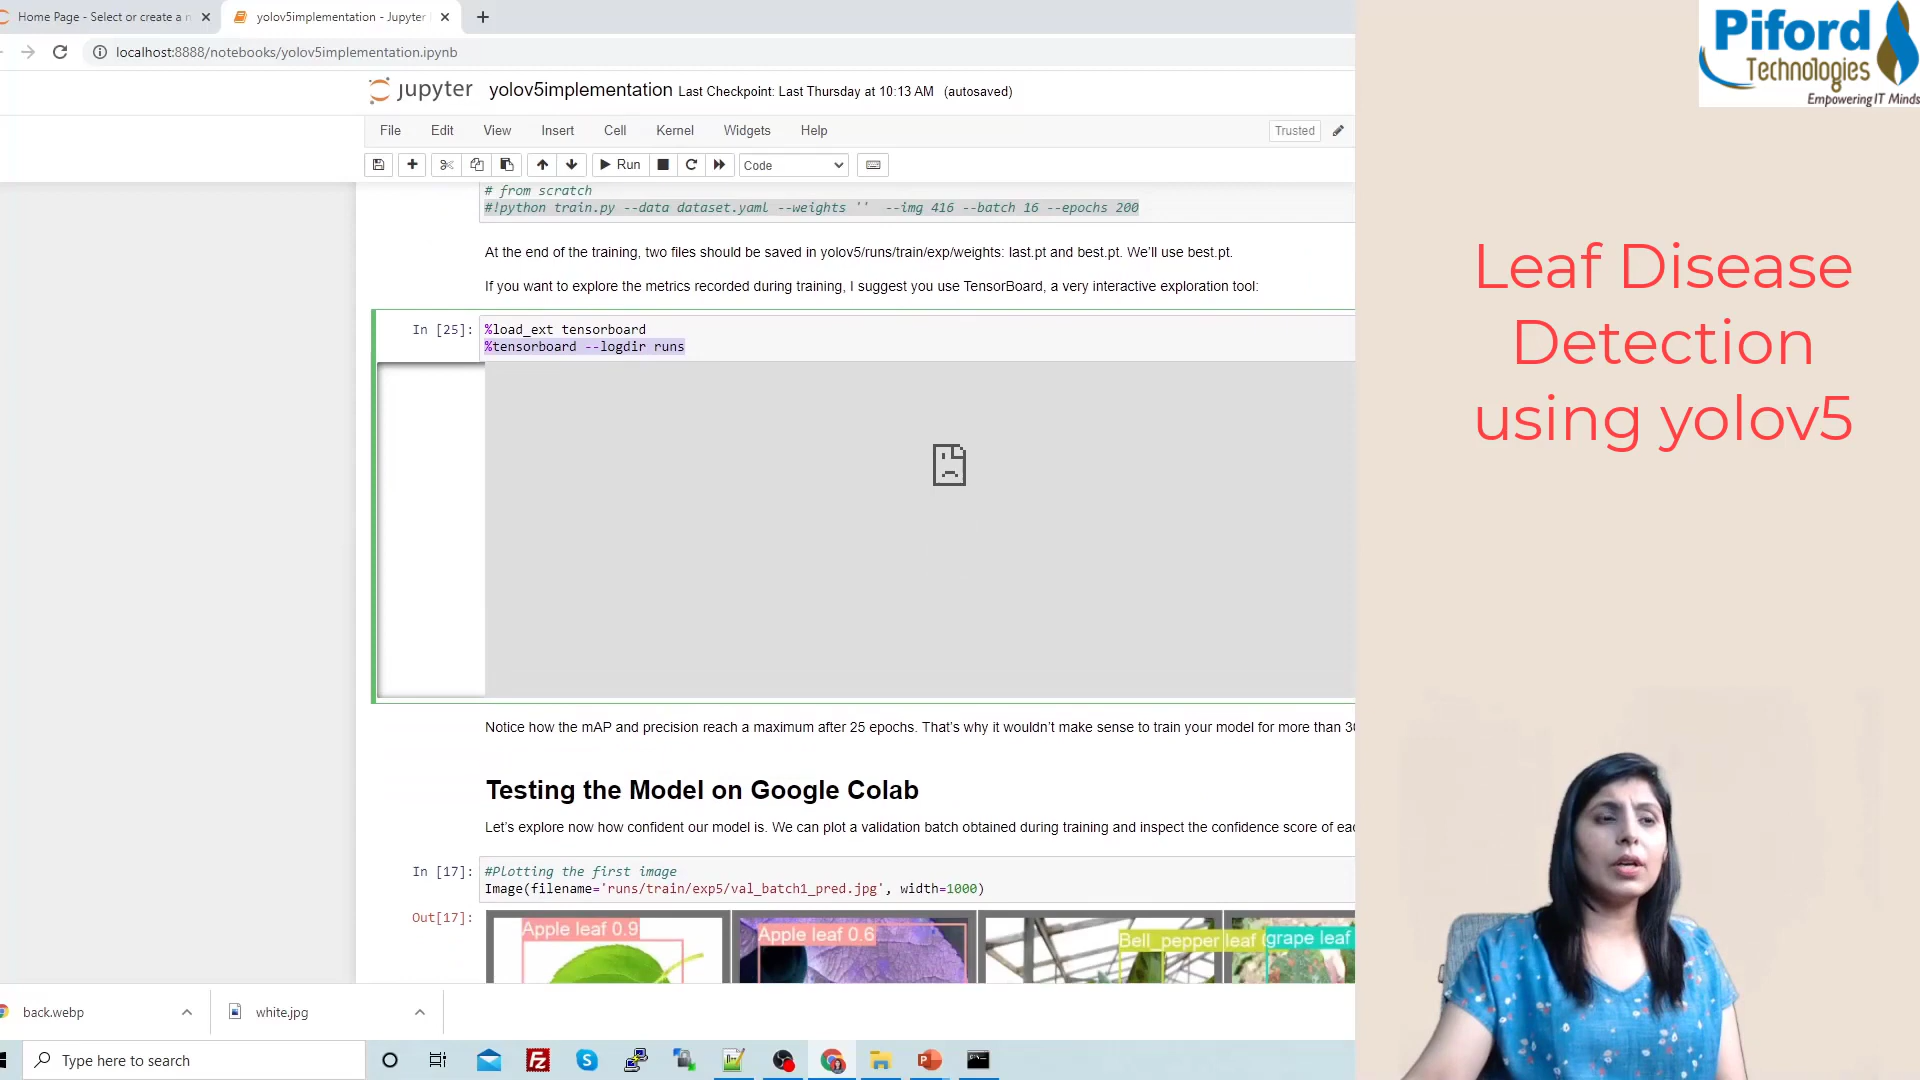 Home Page - Select or create a n
yolov5implementation - Jupyter
localhost:8888/notebooks/yolov5implementation.ipynb
Piford
Technologies
Empowering IT Minds
jupyter yolov5implementation Last Checkpoint: Last Thursday at 10:13 AM (autosaved)
File Edit View Insert Cell Kernel Widgets Help Trusted
Run Code
# from scratch
#!python train.py --data dataset.yaml --weights '' --img 416 --batch 16 --epochs 200
At the end of the training, two files should be saved in yolov5/runs/train/exp/weights: last.pt and best.pt. We'll use best.pt.
If you want to explore the metrics recorded during training, I suggest you use TensorBoard, a very interactive exploration tool:
In [25]: %load_ext tensorboard
%tensorboard --logdir runs
Leaf Disease
Detection
using yolov5
Notice how the mAP and precision reach a maximum after 25 epochs. That's why it wouldn't make sense to train your model for more than 30
Testing the Model on Google Colab
Let's explore now how confident our model is. We can plot a validation batch obtained during training and inspect the confidence score of eac
In [17]: #Plotting the first image
Image(filename='runs/train/exp5/val_batch1_pred.jpg', width=1000)
Out[17]:
Apple leaf 0.9
Apple leaf 0.6
Bell_pepper leaf
grape leaf
back.webp
white.jpg
Type here to search